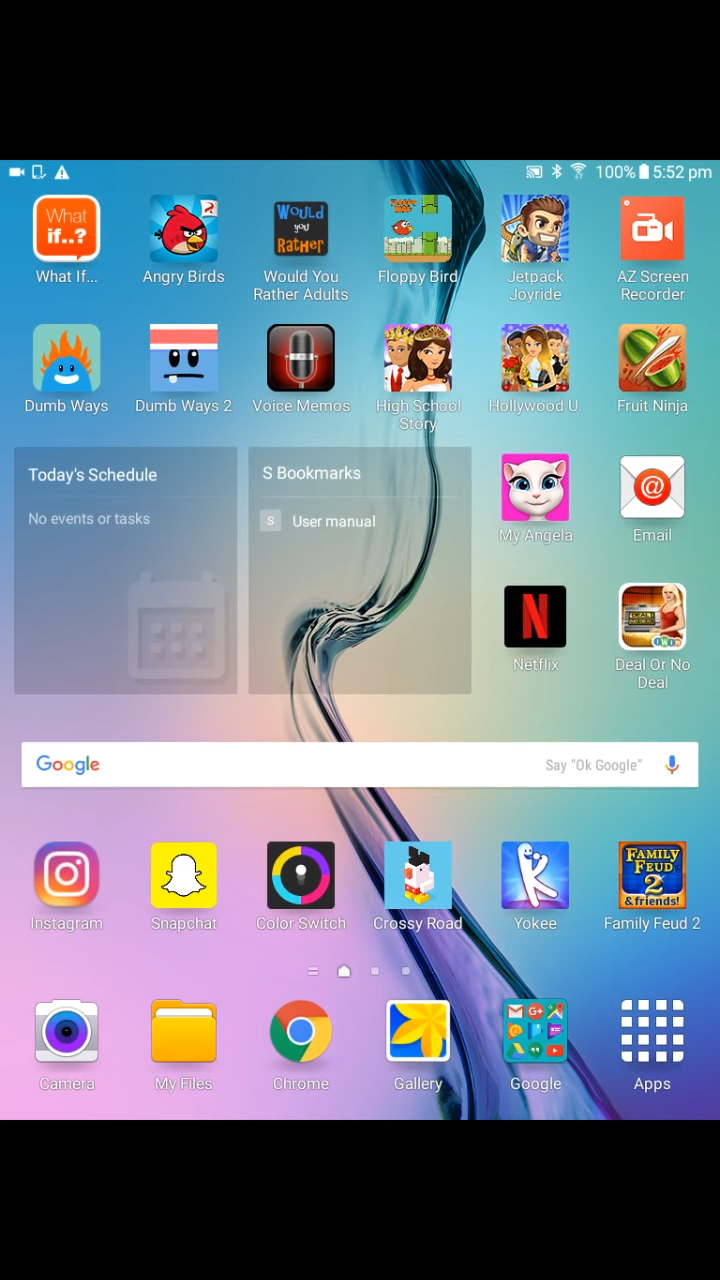 100% 5:52 pm
What
if..?
Would
you
Rather
What If...
Angry Birds
Would You
Rather Adults
Floppy Bird
Jetpack
Joyride
AZ Screen
Recorder
Dumb Ways
Dumb Ways 2
Voice Memos
High School
Story
Hollywood U.
Fruit Ninja
Today's Schedule
No events or tasks
S Bookmarks
S User manual
@
My Angela
Email
N
DEAL
NO DEAL
iWin
Netflix
Deal Or No
Deal
Google
Say "Ok Google"
FAMILY
FEUD
2
& friends!
Instagram
Snapchat
Color Switch
Crossy Road
Yokee
Family Feud 2
G+
Camera
My Files
Chrome
Gallery
Google
Apps